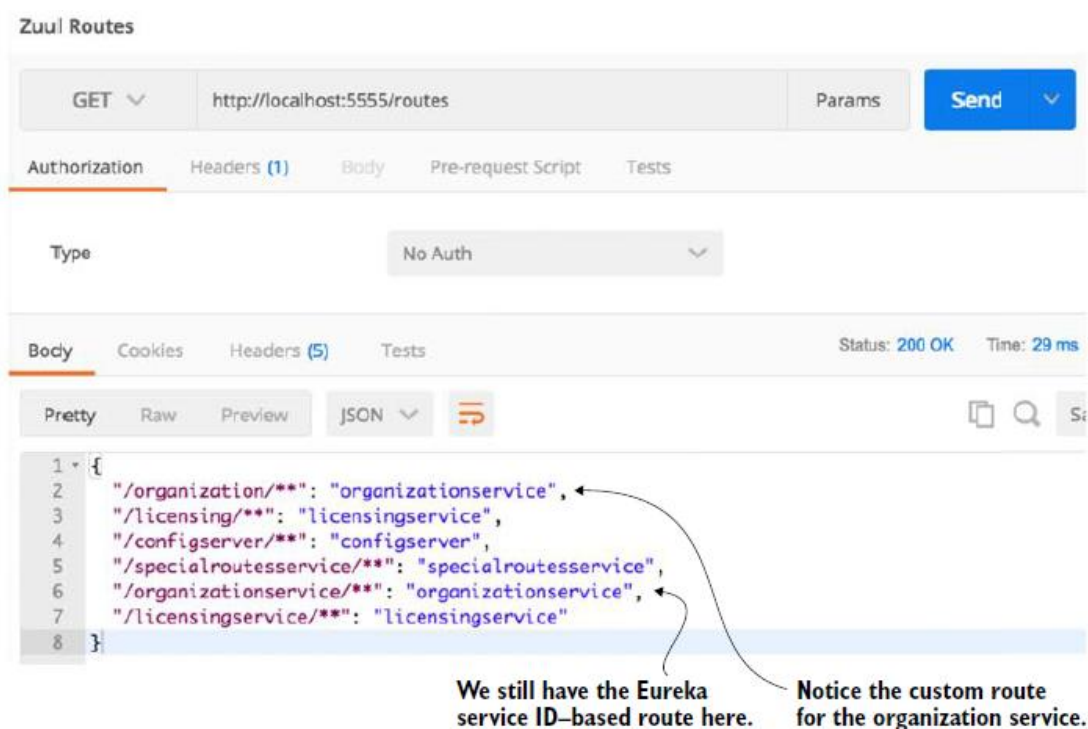 Zuul Routes
GET http://localhost:5555/routes Params Send
Authorization Headers (1) Body Pre-request Script Tests
Type No Auth
Body Cookies Headers (5) Tests Status: 200 OK Time: 29 ms
Pretty Raw Preview JSON
1 {
2 "/organization/**": "organizationservice",
3 "/licensing/**": "licensingservice",
4 "/configserver/**": "configserver",
5 "/specialroutesservice/**": "specialroutesservice",
6 "/organizationservice/**": "organizationservice",
7 "/licensingservice/**": "licensingservice"
8 }
We still have the Eureka
service ID–based route here.
Notice the custom route
for the organization service.